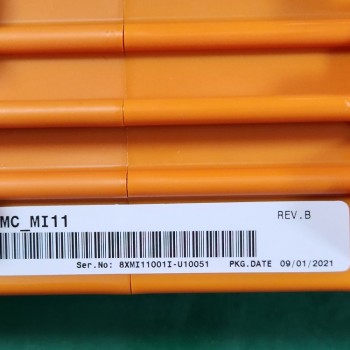 MC_MI11
REV.B
Ser.No: 8XMI11001I-U10051 PKG.DATE 09/01/2021